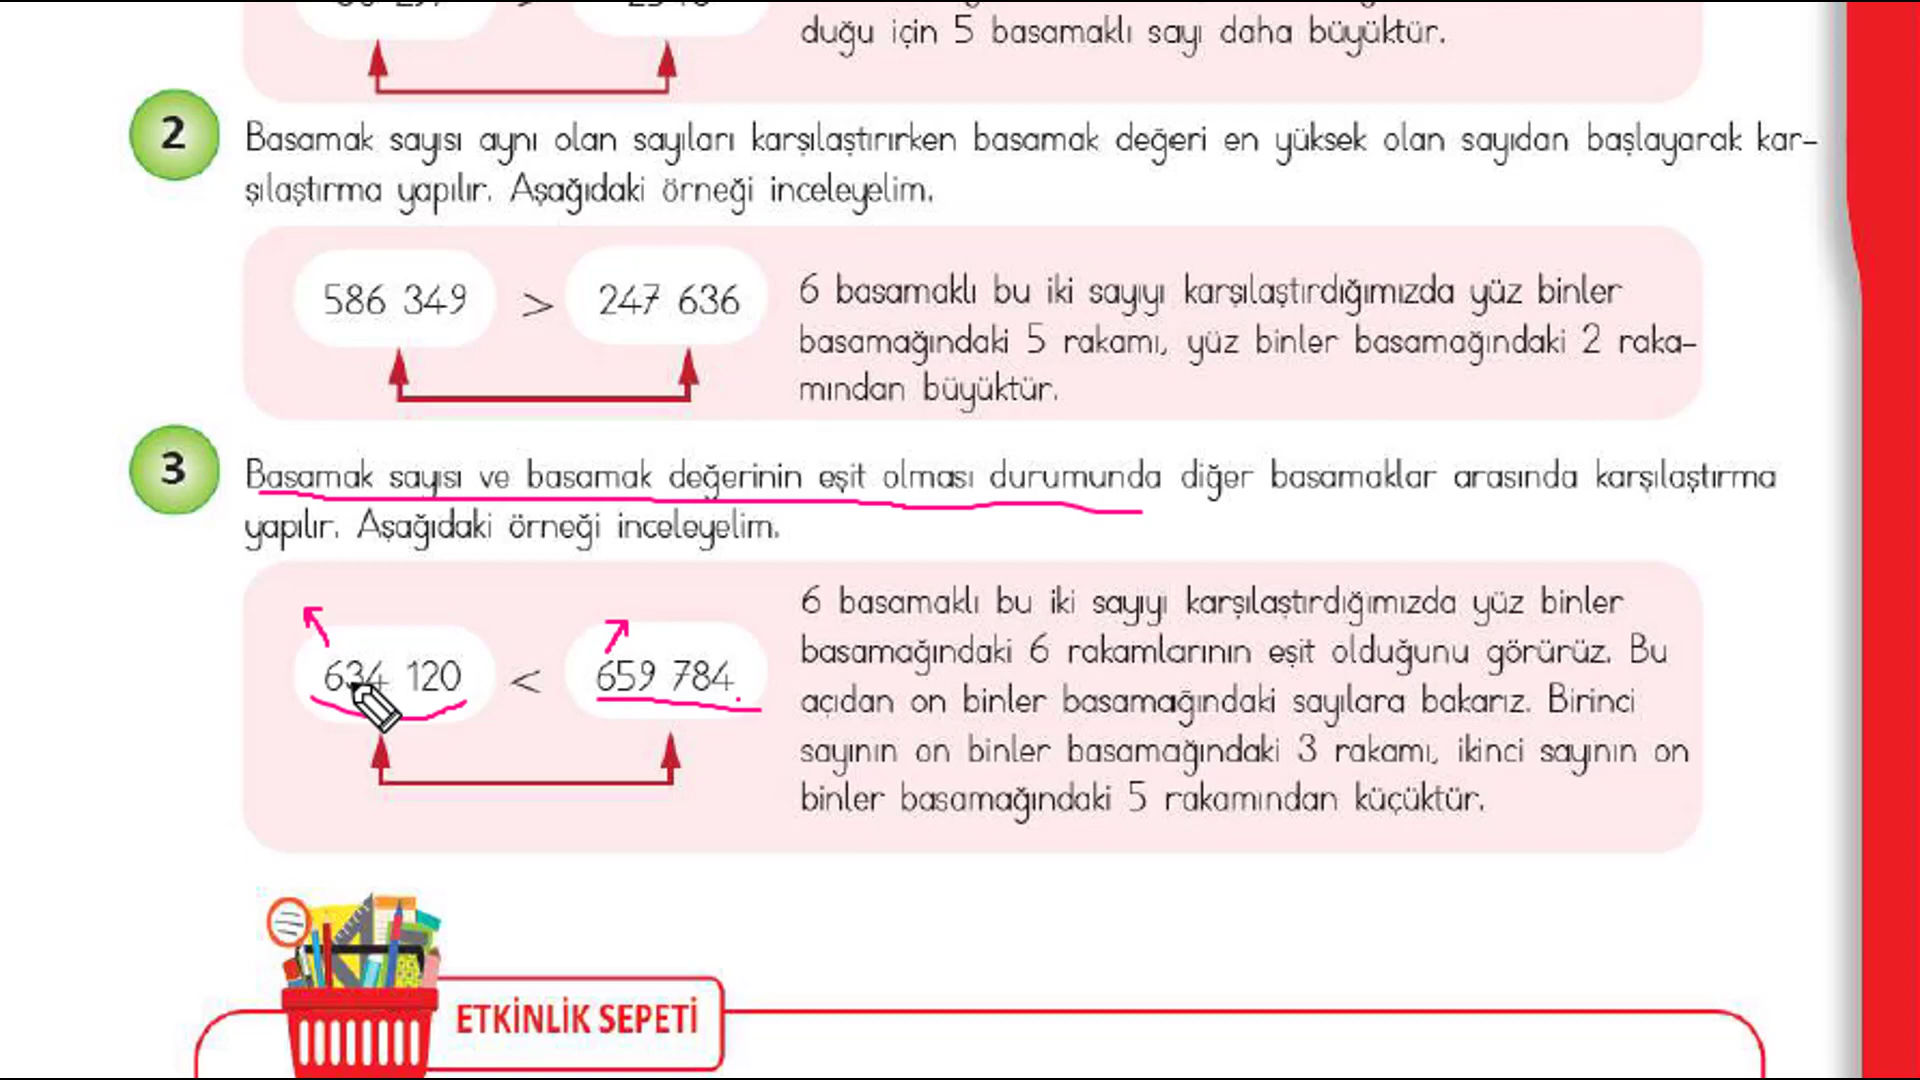 duğu için 5 basamaklı sayı daha büyüktür.
2
Basamak sayısı aynı olan sayıları karşılaştırırken basamak değeri en yüksek olan sayıdan başlayarak kar-
şılaştırma yapılır. Aşağıdaki örneği inceleyelim.
586 349 > 247 636
6 basamaklı bu iki sayıyı karşılaştırdığımızda yüz binler
basamağındaki 5 rakamı, yüz binler basamağındaki 2 raka-
mından büyüktür.
3
Basamak sayısı ve basamak değerinin eşit olması durumunda diğer basamaklar arasında karşılaştırma
yapılır. Aşağıdaki örneği inceleyelim.
634 120 < 659 784
6 basamaklı bu iki sayıyı karşılaştırdığımızda yüz binler
basamağındaki 6 rakamlarının eşit olduğunu görürüz. Bu
açıdan on binler basamağındaki sayılara bakarız. Birinci
sayının on binler basamağındaki 3 rakamı, ikinci sayının on
binler basamağındaki 5 rakamından küçüktür.
ETKİNLİK SEPETİ